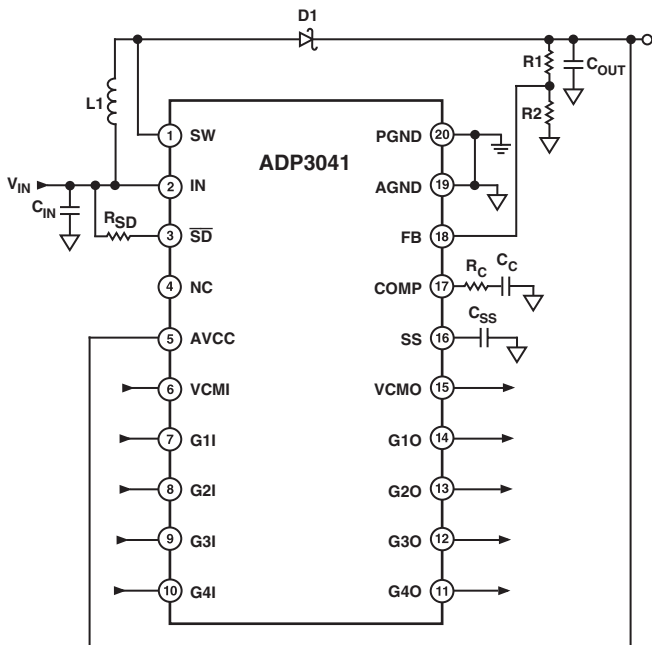 D1
R1
C_OUT
L1
R2
1 SW
PGND 20
ADP3041
V_IN
2 IN
AGND 19
C_IN
R_SD
3 S̅D̅
FB 18
R_C C_C
4 NC
COMP 17
C_SS
5 AVCC
SS 16
6 VCMI
VCMO 15
7 G1I
G1O 14
8 G2I
G2O 13
9 G3I
G3O 12
10 G4I
G4O 11